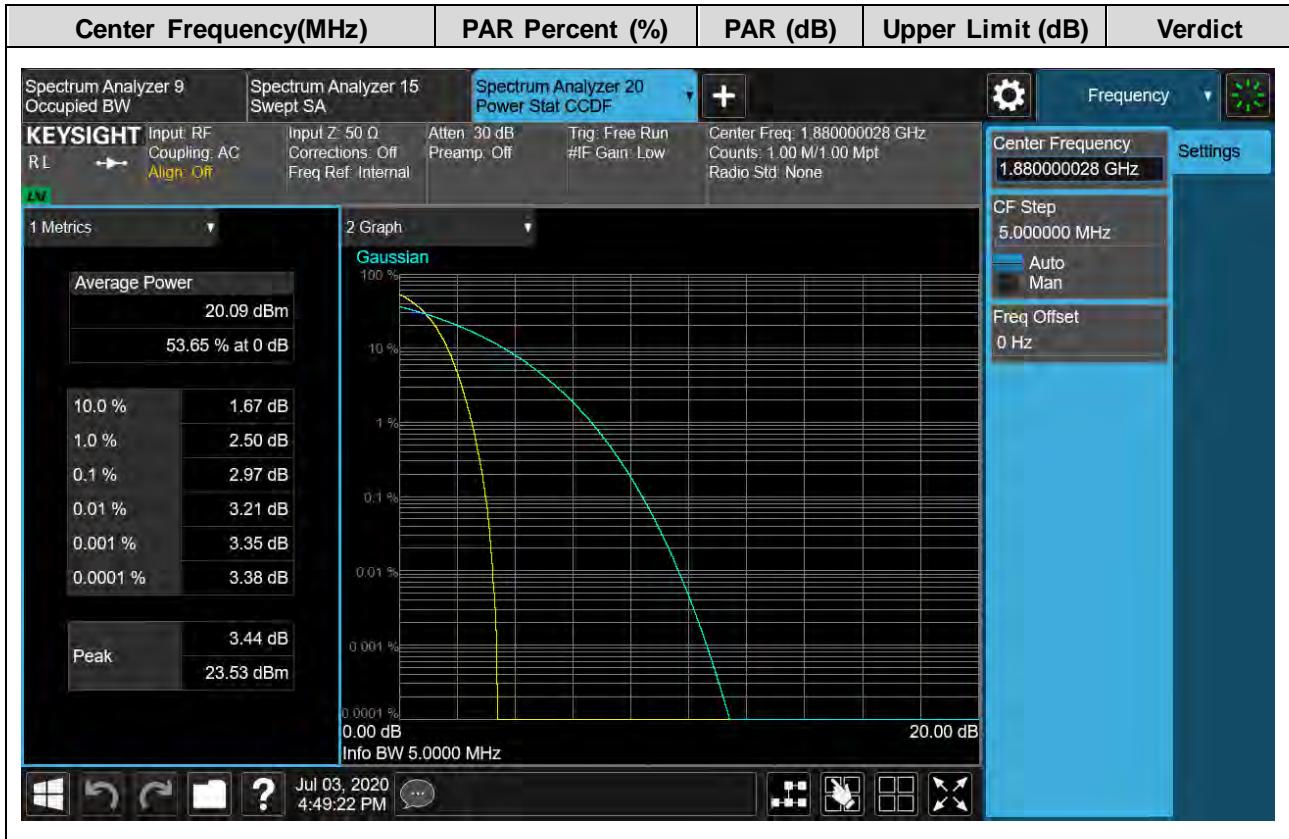 Center Frequency(MHz) PAR Percent (%) PAR (dB) Upper Limit (dB) Verdict
Spectrum Analyzer 9
Occupied BW
Spectrum Analyzer 15
Swept SA
Spectrum Analyzer 20
Power Stat CCDF
Frequency
KEYSIGHT
R L
Input: RF
Coupling: AC
Align: Off
Input Z: 50 Ω
Corrections: Off
Freq Ref: Internal
Atten: 30 dB
Preamp: Off
Trig: Free Run
#IF Gain: Low
Center Freq: 1.880000028 GHz
Counts: 1.00 M/1.00 Mpt
Radio Std: None
Center Frequency
1.880000028 GHz
Settings
CF Step
5.000000 MHz
Auto
Man
Freq Offset
0 Hz
1 Metrics
Average Power
20.09 dBm
53.65 % at 0 dB
10.0 % 1.67 dB
1.0 % 2.50 dB
0.1 % 2.97 dB
0.01 % 3.21 dB
0.001 % 3.35 dB
0.0001 % 3.38 dB
Peak
3.44 dB
23.53 dBm
2 Graph
Gaussian
100 %
10 %
1 %
0.1 %
0.01 %
0.001 %
0.0001 %
0.00 dB 20.00 dB
Info BW 5.0000 MHz
?
Jul 03, 2020
4:49:22 PM